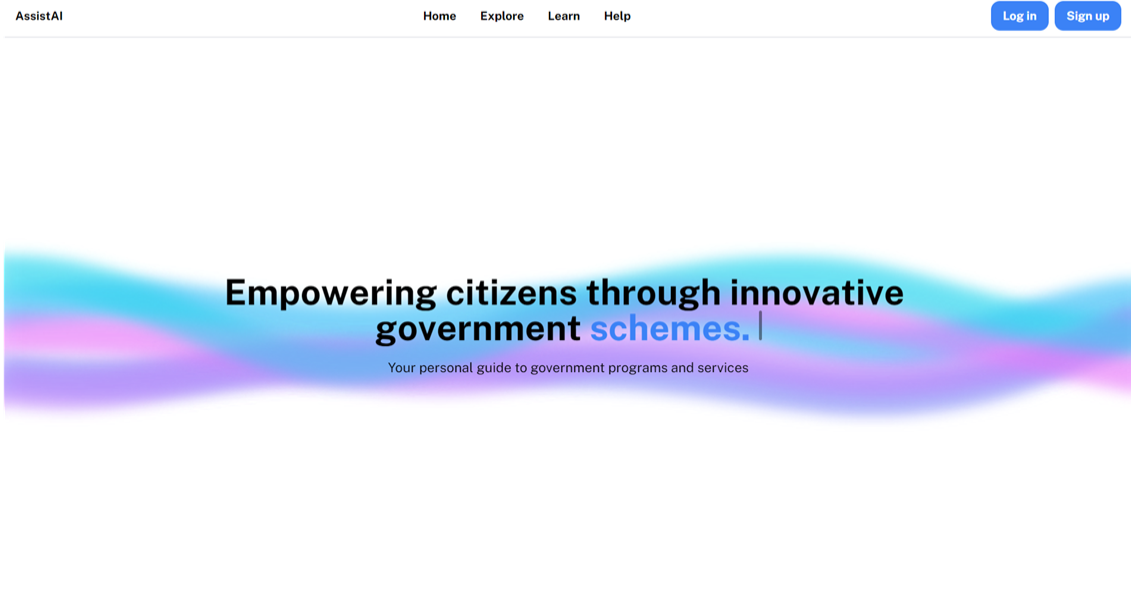 AssistAI Home Explore Learn Help Log in Sign up
Empowering citizens through innovative
government schemes.
Your personal guide to government programs and services